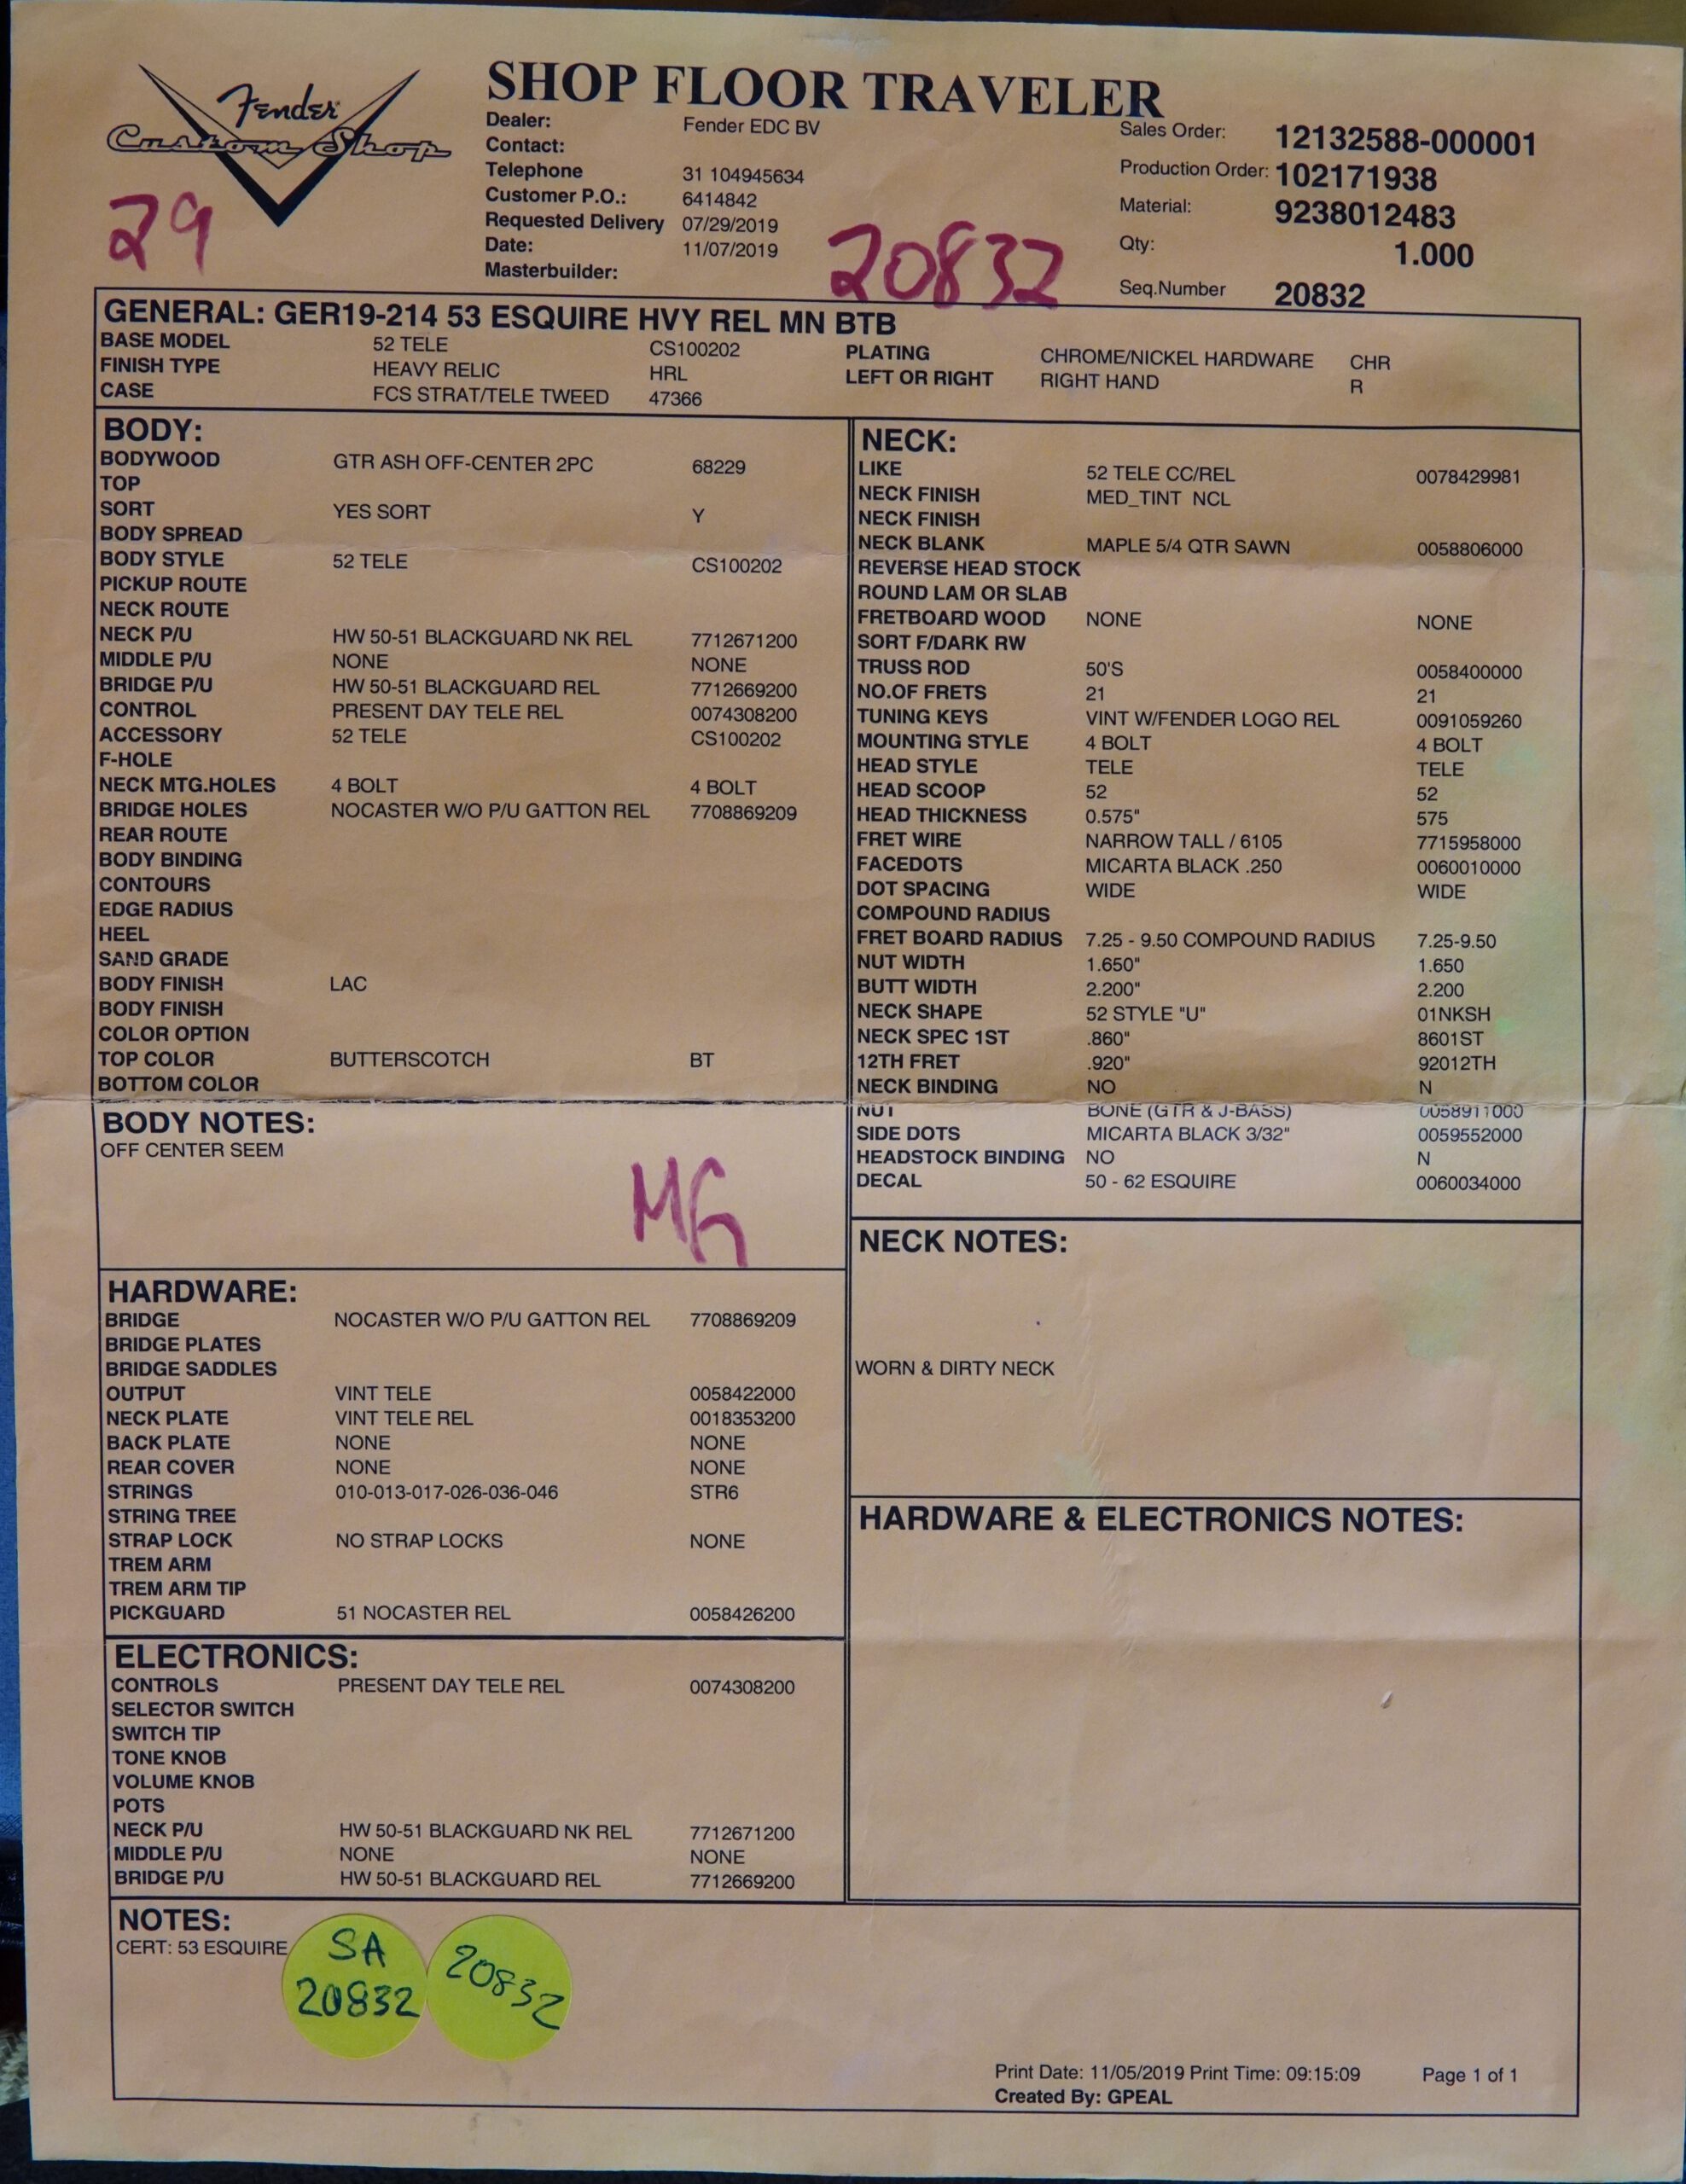 Fender
Custom Shop
29
SHOP FLOOR TRAVELER
Dealer: Fender EDC BV
Contact:
Telephone 31 104945634
Customer P.O.: 6414842
Requested Delivery 07/29/2019
Date: 11/07/2019
Masterbuilder:
20832
Sales Order: 12132588-000001
Production Order: 102171938
Material: 9238012483
Qty: 1.000
Seq.Number 20832
GENERAL: GER19-214 53 ESQUIRE HVY REL MN BTB
BASE MODEL 52 TELE CS100202
FINISH TYPE HEAVY RELIC HRL
CASE FCS STRAT/TELE TWEED 47366
PLATING CHROME/NICKEL HARDWARE CHR
LEFT OR RIGHT RIGHT HAND R
BODY:
BODYWOOD GTR ASH OFF-CENTER 2PC 68229
TOP
SORT YES SORT Y
BODY SPREAD
BODY STYLE 52 TELE CS100202
PICKUP ROUTE
NECK ROUTE
NECK P/U HW 50-51 BLACKGUARD NK REL 7712671200
MIDDLE P/U NONE NONE
BRIDGE P/U HW 50-51 BLACKGUARD REL 7712669200
CONTROL PRESENT DAY TELE REL 0074308200
ACCESSORY 52 TELE CS100202
F-HOLE
NECK MTG.HOLES 4 BOLT 4 BOLT
BRIDGE HOLES NOCASTER W/O P/U GATTON REL 7708869209
REAR ROUTE
BODY BINDING
CONTOURS
EDGE RADIUS
HEEL
SAND GRADE
BODY FINISH LAC
BODY FINISH
COLOR OPTION
TOP COLOR BUTTERSCOTCH BT
BOTTOM COLOR
BODY NOTES:
OFF CENTER SEEM
MG
HARDWARE:
BRIDGE NOCASTER W/O P/U GATTON REL 7708869209
BRIDGE PLATES
BRIDGE SADDLES
OUTPUT VINT TELE 0058422000
NECK PLATE VINT TELE REL 0018353200
BACK PLATE NONE NONE
REAR COVER NONE NONE
STRINGS 010-013-017-026-036-046 STR6
STRING TREE
STRAP LOCK NO STRAP LOCKS NONE
TREM ARM
TREM ARM TIP
PICKGUARD 51 NOCASTER REL 0058426200
ELECTRONICS:
CONTROLS PRESENT DAY TELE REL 0074308200
SELECTOR SWITCH
SWITCH TIP
TONE KNOB
VOLUME KNOB
POTS
NECK P/U HW 50-51 BLACKGUARD NK REL 7712671200
MIDDLE P/U NONE NONE
BRIDGE P/U HW 50-51 BLACKGUARD REL 7712669200
NECK:
LIKE 52 TELE CC/REL 0078429981
NECK FINISH MED_TINT NCL
NECK FINISH
NECK BLANK MAPLE 5/4 QTR SAWN 0058806000
REVERSE HEAD STOCK
ROUND LAM OR SLAB
FRETBOARD WOOD NONE NONE
SORT F/DARK RW
TRUSS ROD 50'S 0058400000
NO.OF FRETS 21 21
TUNING KEYS VINT W/FENDER LOGO REL 0091059260
MOUNTING STYLE 4 BOLT 4 BOLT
HEAD STYLE TELE TELE
HEAD SCOOP 52 52
HEAD THICKNESS 0.575" 575
FRET WIRE NARROW TALL / 6105 7715958000
FACEDOTS MICARTA BLACK .250 0060010000
DOT SPACING WIDE WIDE
COMPOUND RADIUS
FRET BOARD RADIUS 7.25 - 9.50 COMPOUND RADIUS 7.25-9.50
NUT WIDTH 1.650" 1.650
BUTT WIDTH 2.200" 2.200
NECK SHAPE 52 STYLE "U" 01NKSH
NECK SPEC 1ST .860" 8601ST
12TH FRET .920" 92012TH
NECK BINDING NO N
NUT BONE (GTR & J-BASS) 0058911000
SIDE DOTS MICARTA BLACK 3/32" 0059552000
HEADSTOCK BINDING NO N
DECAL 50 - 62 ESQUIRE 0060034000
NECK NOTES:
WORN & DIRTY NECK
HARDWARE & ELECTRONICS NOTES:
NOTES:
CERT: 53 ESQUIRE
SA
20832
20832
Print Date: 11/05/2019 Print Time: 09:15:09 Page 1 of 1
Created By: GPEAL